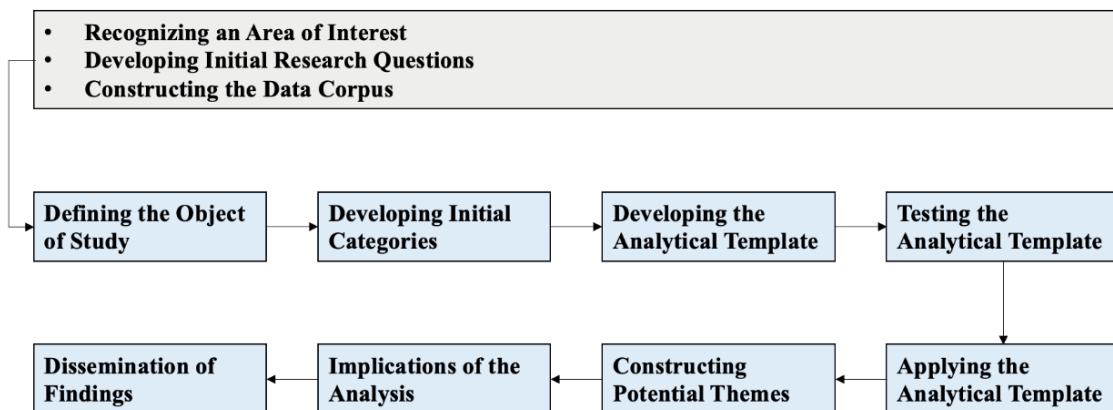 • Recognizing an Area of Interest
• Developing Initial Research Questions
• Constructing the Data Corpus
Defining the Object
of Study
Developing Initial
Categories
Developing the
Analytical Template
Testing the
Analytical Template
Applying the
Analytical Template
Constructing
Potential Themes
Implications of the
Analysis
Dissemination of
Findings